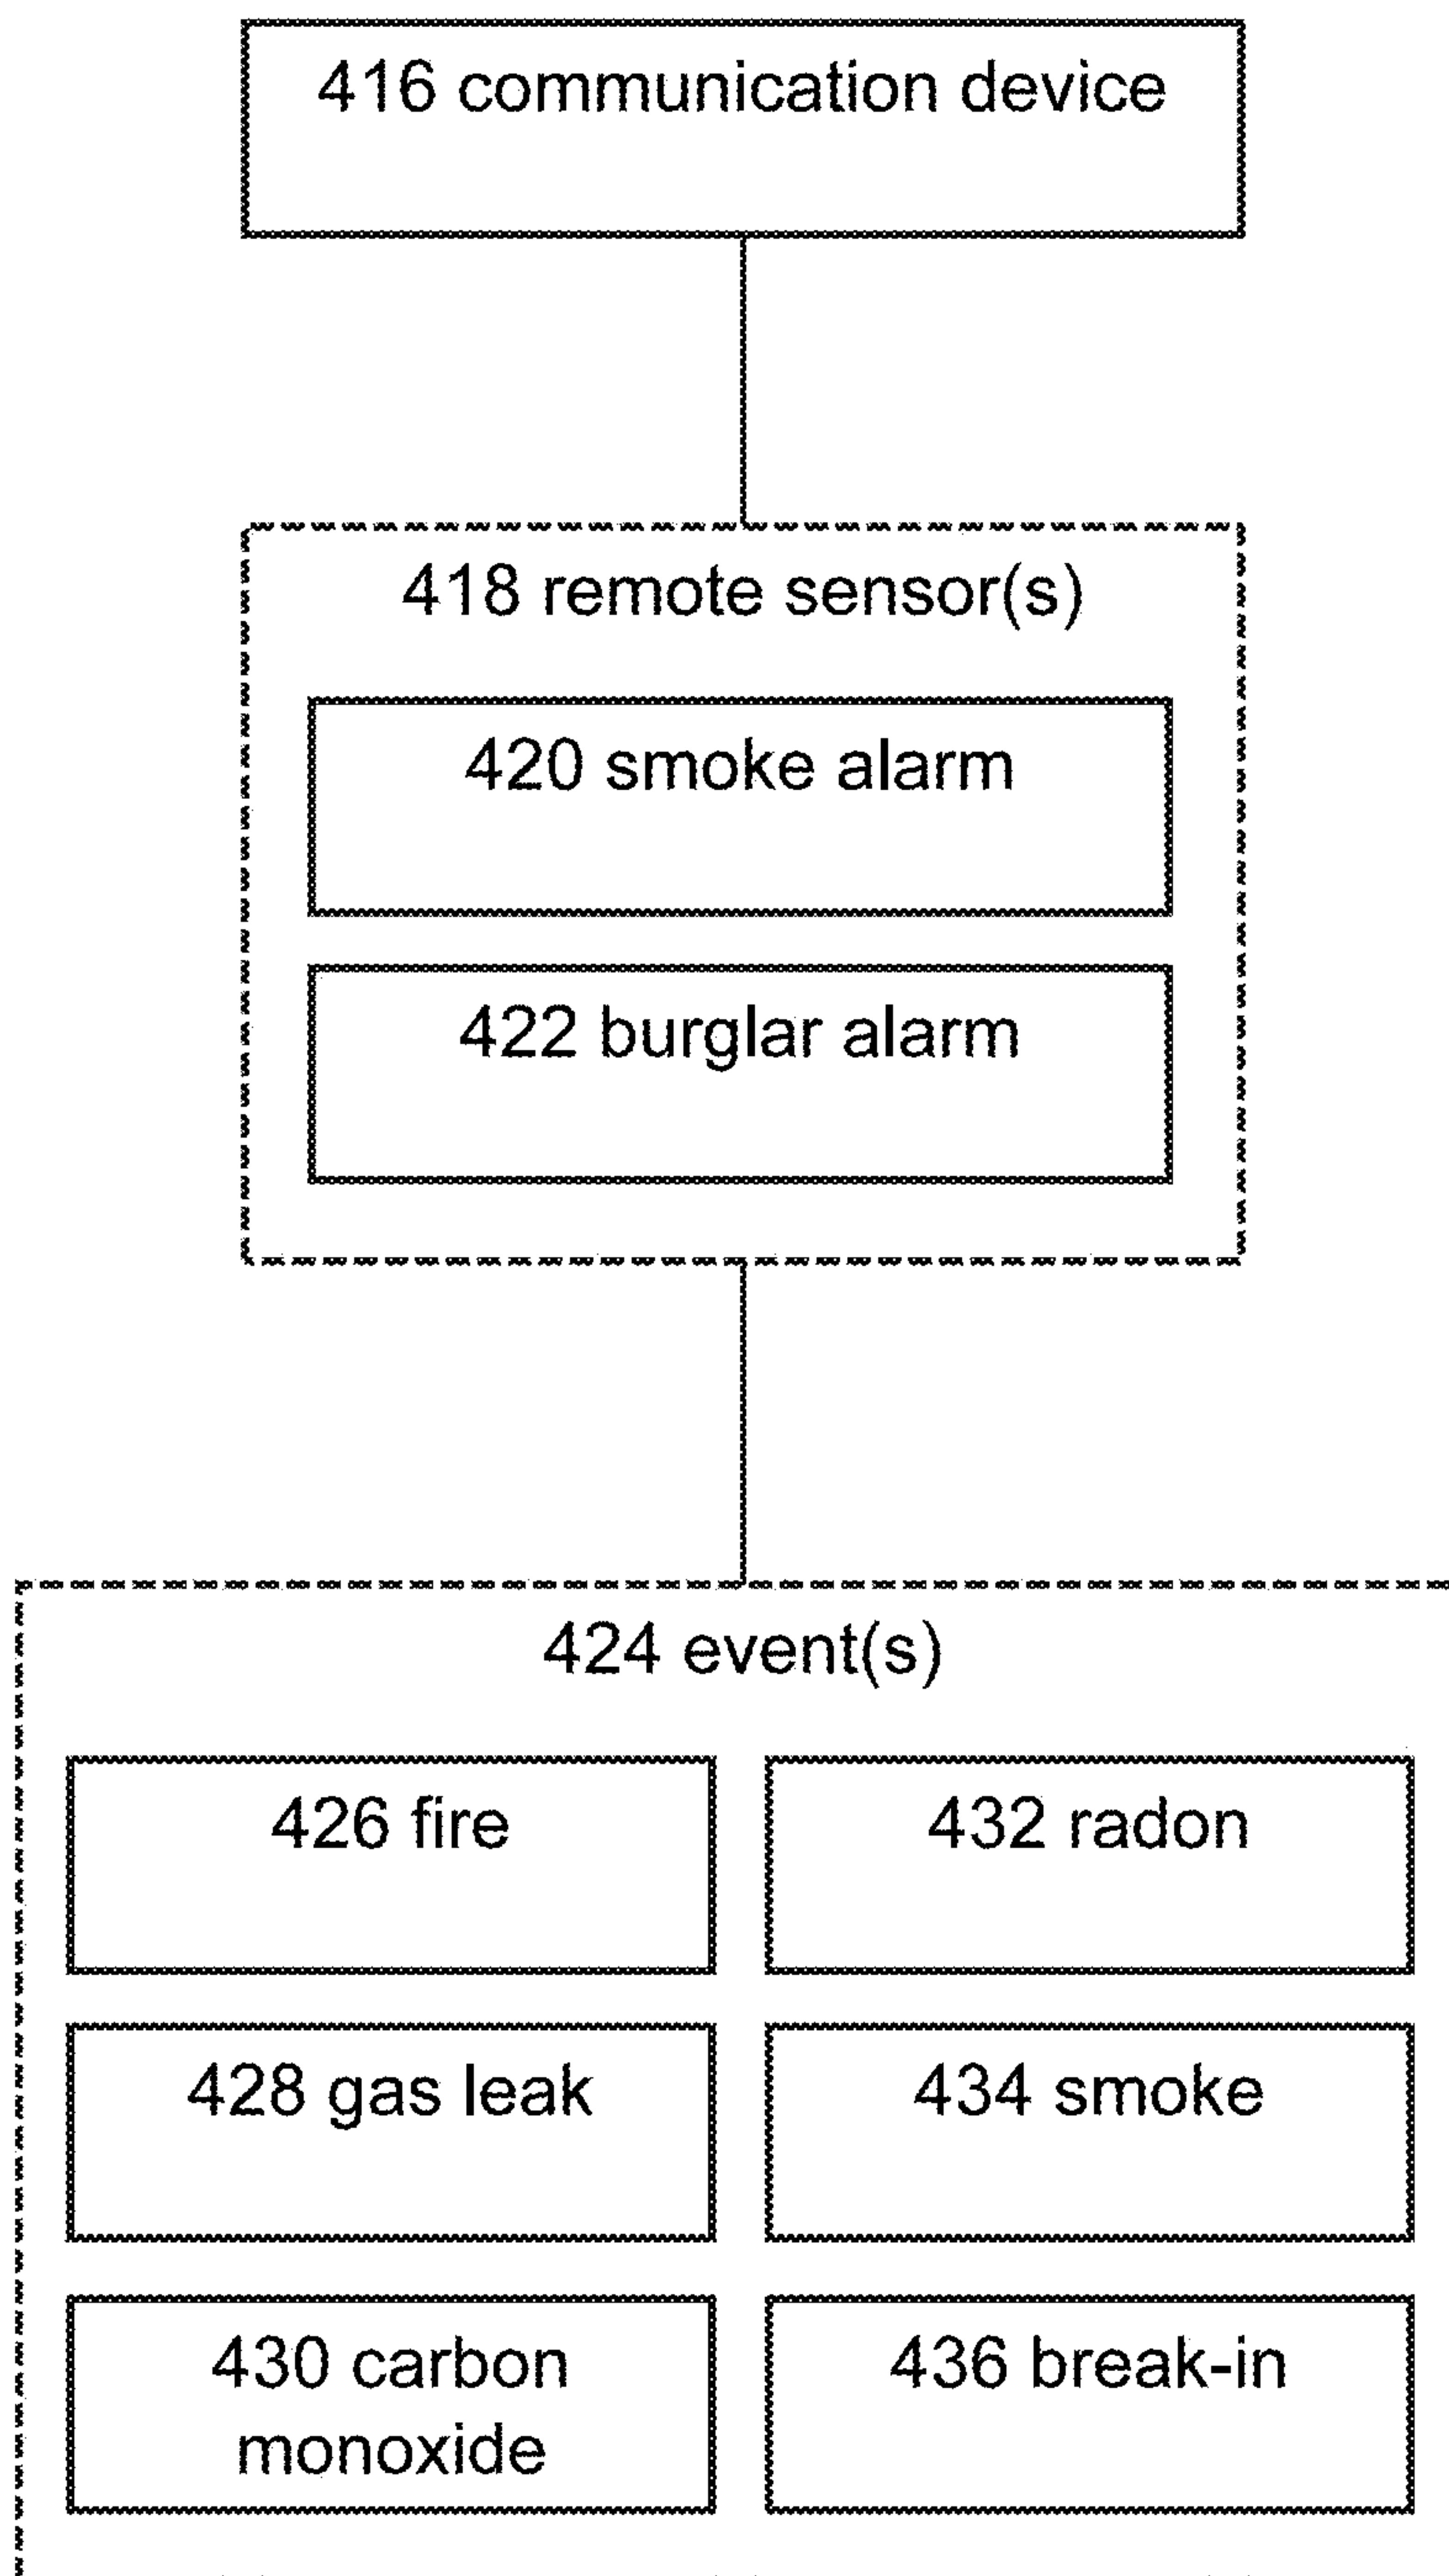 416 communication device
418 remote sensor(s)
420 smoke alarm
422 burglar alarm
424 event(s)
426 fire
432 radon
428 gas leak
434 smoke
430 carbon
monoxide
436 break-in